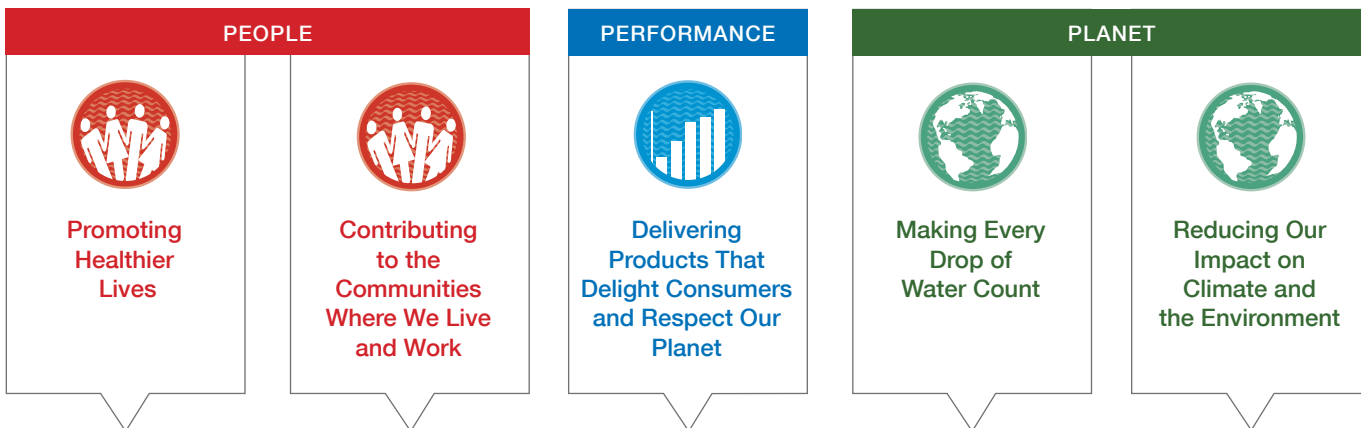 PEOPLE
Promoting
Healthier
Lives
Contributing
to the
Communities
Where We Live
and Work
PERFORMANCE
Delivering
Products That
Delight Consumers
and Respect Our
Planet
PLANET
Making Every
Drop of
Water Count
Reducing Our
Impact on
Climate and
the Environment